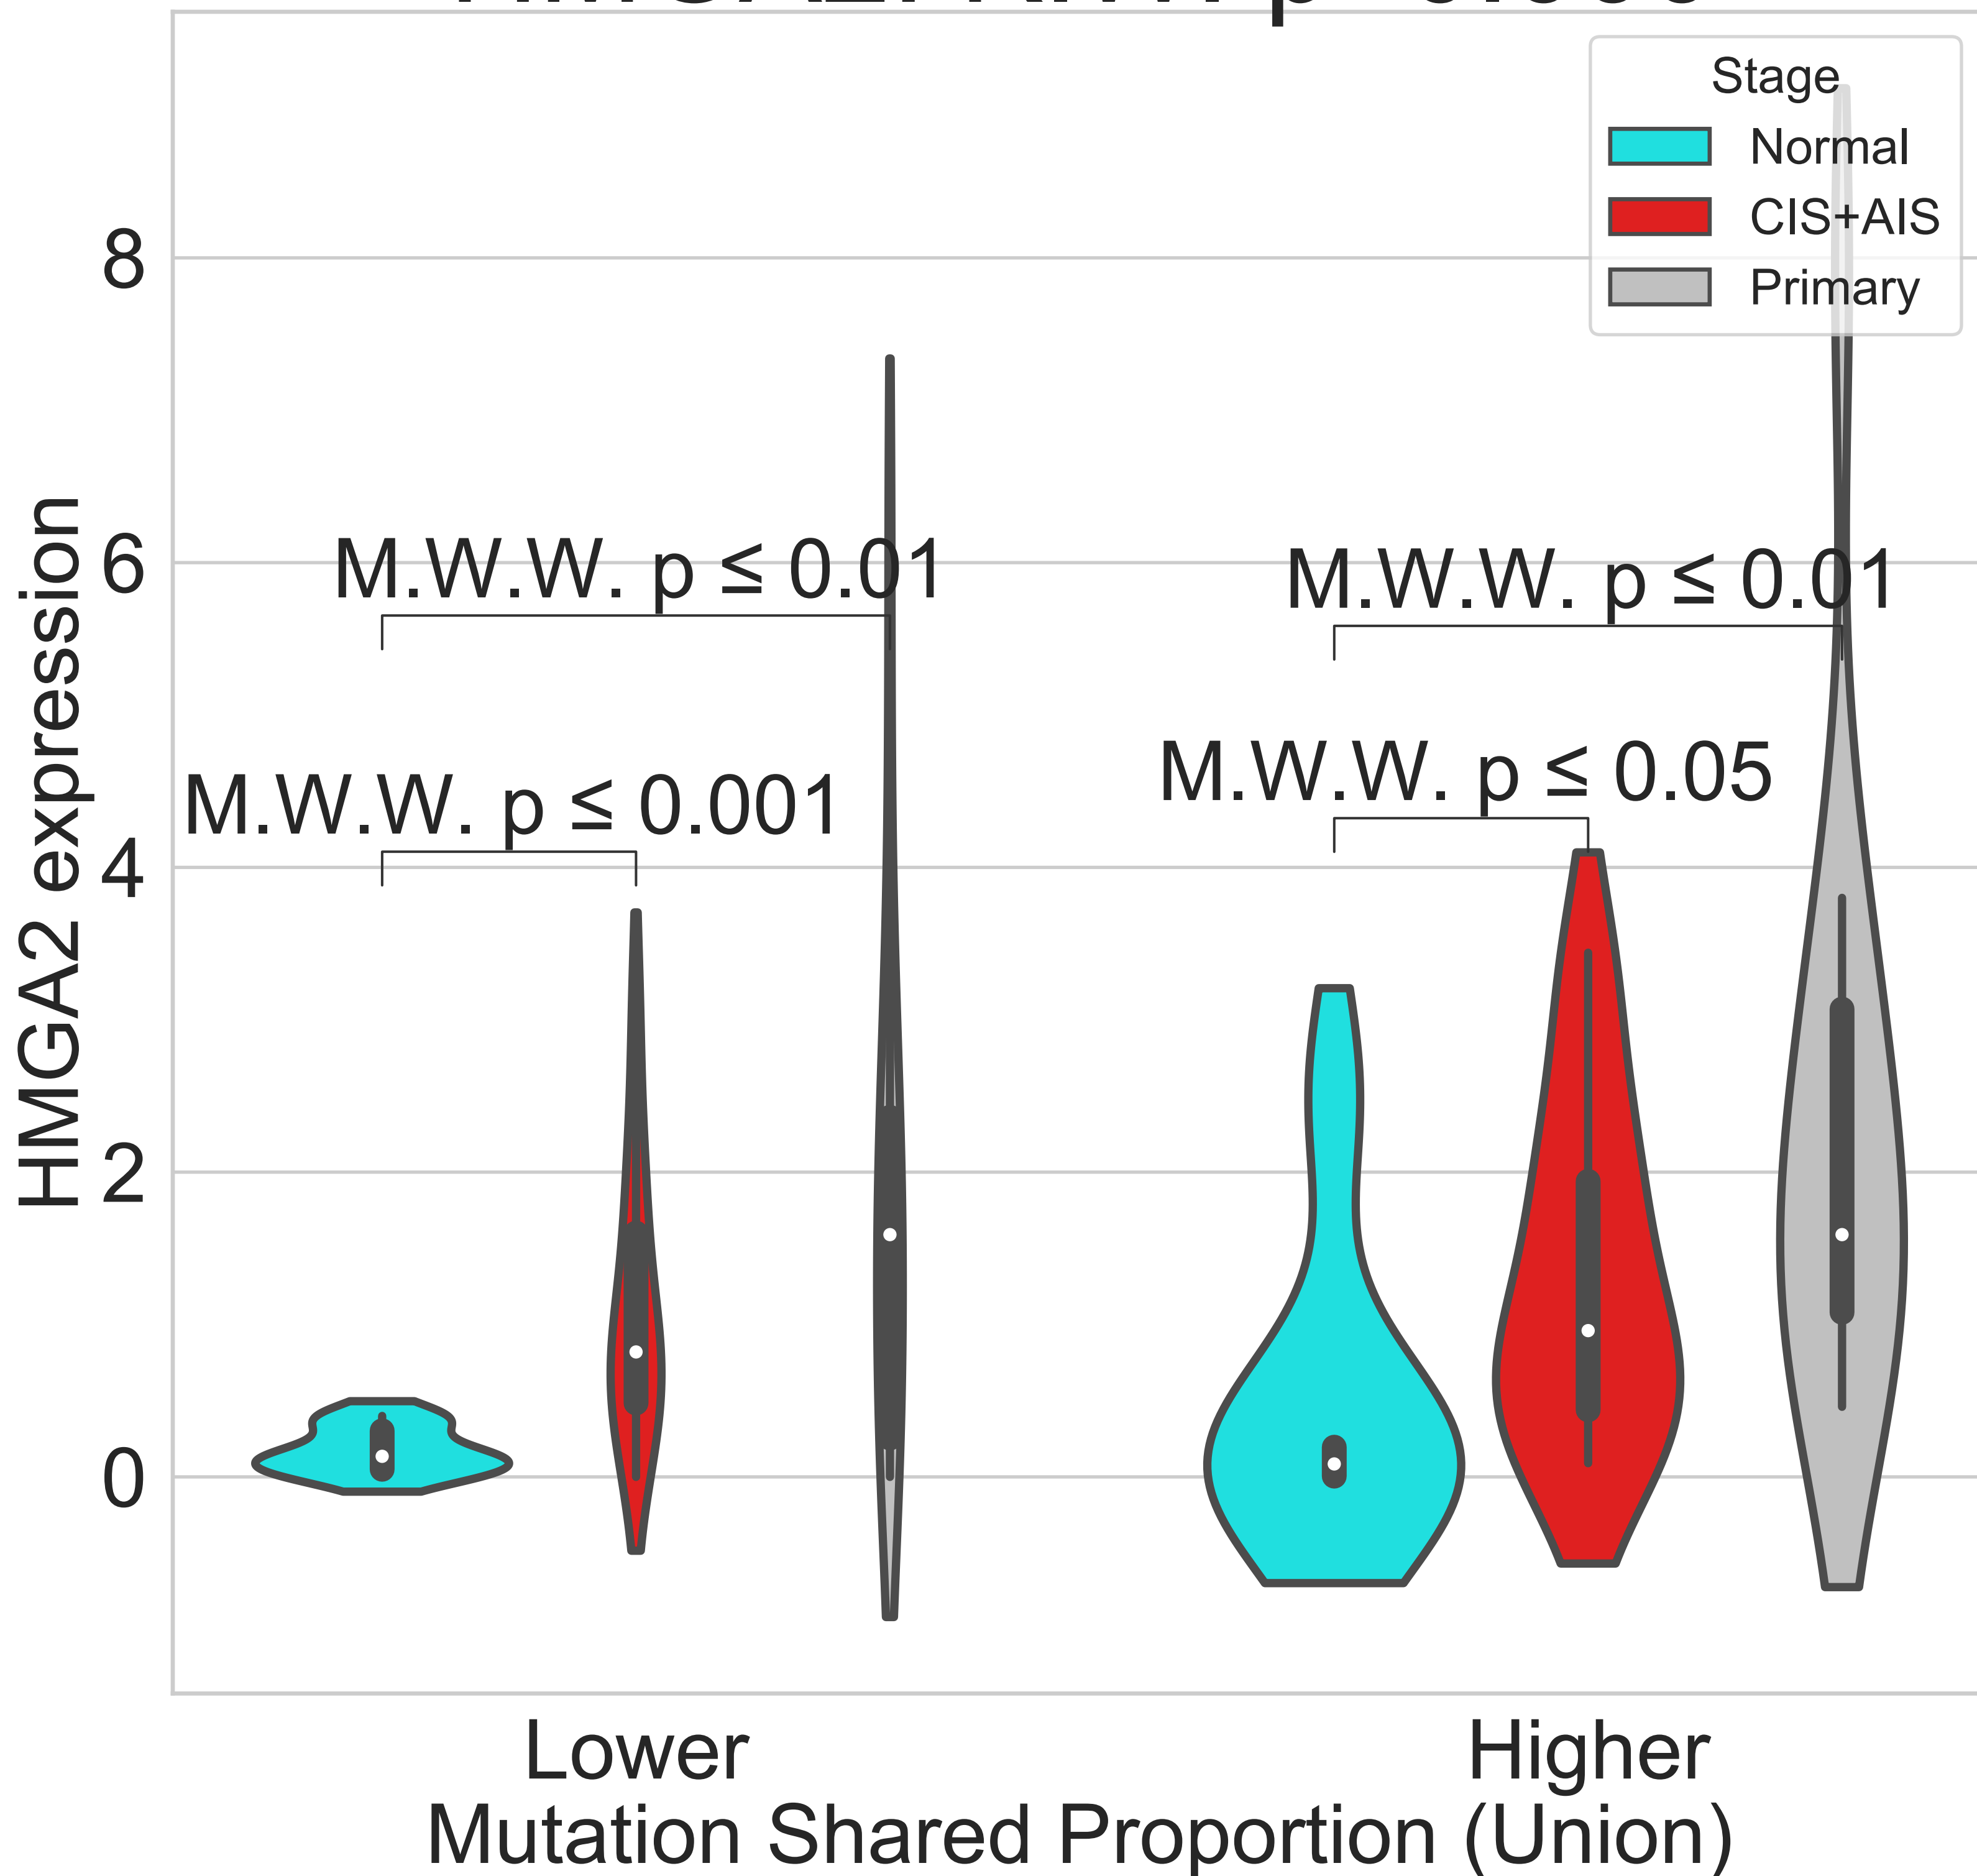 Stage
Normal
CIS+AIS
Primary
8
6
4
2
0
HMGA2 expression
M.W.W. p ≤ 0.01
M.W.W. p ≤ 0.01
M.W.W. p ≤ 0.05
M.W.W. p ≤ 0.001
Lower
Higher
Mutation Shared Proportion (Union)